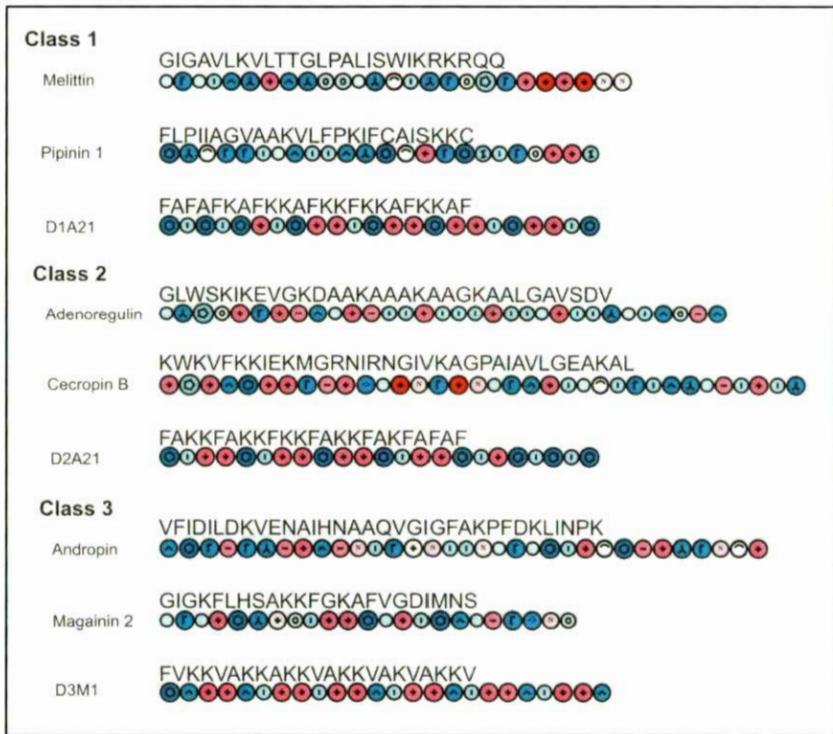 Class 1
GIGAVLKVLTTGLPALISWIKRKRQQ
Melittin
FLPIIAGVAAKVLFPKIFCAISKKC
Pipinin 1
FAFAFKAFKKAFKKFKKAFKKAF
D1A21
Class 2
GLWSKIKEVGKDAAKAAAKAAGKAALGAVSDV
Adenoregulin
KWKVFKKIEKMGRNIRNGIVKAGPAIAVLGEAKAL
Cecropin B
FAKKFAKKFKKFAKKFAKFAFAF
D2A21
Class 3
VFIDILDKVENAIHNAAQVGIGFAKPFDKLINPK
Andropin
GIGKFLHSAKKFGKAFVGDIMNS
Magainin 2
FVKKVAKKAKKVAKKVAKVAKKV
D3M1